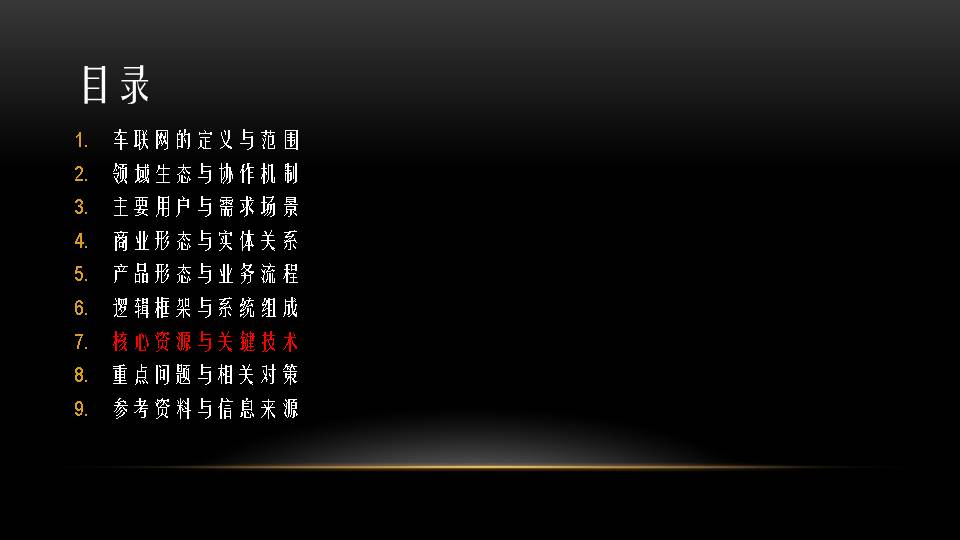 目录
1. 车联网的定义与范围
2. 领域生态与协作机制
3. 主要用户与需求场景
4. 商业形态与实体关系
5. 产品形态与业务流程
6. 逻辑框架与系统组成
7. 核心资源与关键技术
8. 重点问题与相关对策
9. 参考资料与信息来源